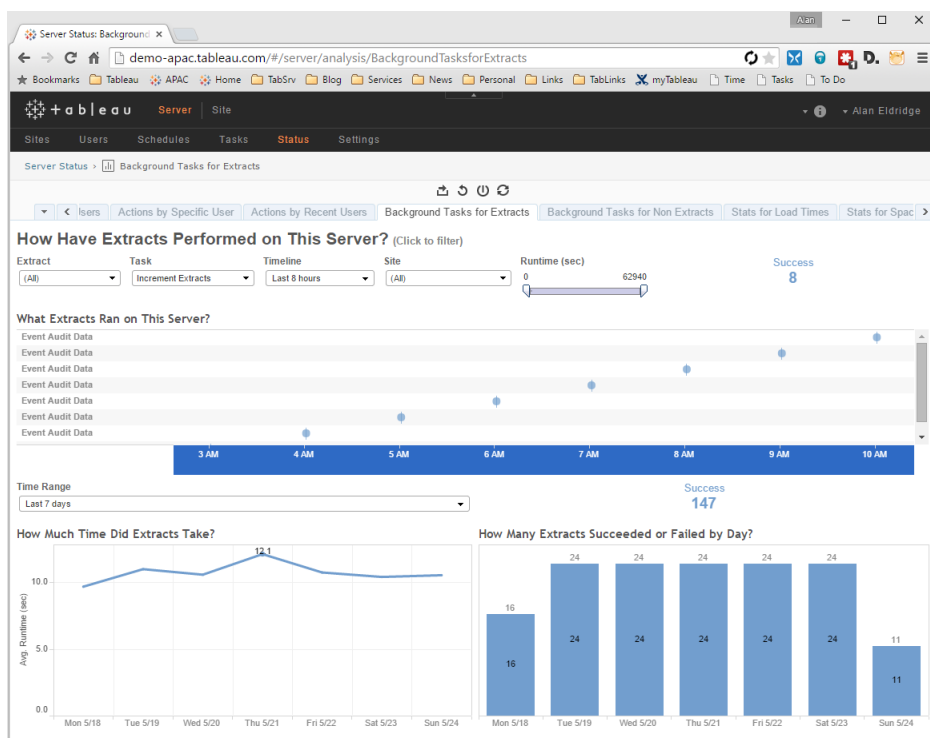 Alan
Server Status: Background
demo-apac.tableau.com/#/server/analysis/BackgroundTasksforExtracts
Bookmarks Tableau APAC Home TabSrv Blog Services News Personal Links TabLinks myTableau Time Tasks To Do
+ableau Server Site Alan Eldridge
Sites Users Schedules Tasks Status Settings
Server Status > Background Tasks for Extracts
Actions by Specific User Actions by Recent Users Background Tasks for Extracts Background Tasks for Non Extracts Stats for Load Times Stats for Spac
How Have Extracts Performed on This Server? (Click to filter)
Extract Task Timeline Site Runtime (sec) Success
(All) Increment Extracts Last 8 hours (All) 0 62940 8
What Extracts Ran on This Server?
Event Audit Data
Event Audit Data
Event Audit Data
Event Audit Data
Event Audit Data
Event Audit Data
Event Audit Data
3 AM 4 AM 5 AM 6 AM 7 AM 8 AM 9 AM 10 AM
Time Range Success
Last 7 days 147
How Much Time Did Extracts Take?
12.1
10.0
5.0
0.0
Avg. Runtime (sec)
Mon 5/18 Tue 5/19 Wed 5/20 Thu 5/21 Fri 5/22 Sat 5/23 Sun 5/24
How Many Extracts Succeeded or Failed by Day?
16 24 24 24 24 24 11
16 24 24 24 24 24 11
Mon 5/18 Tue 5/19 Wed 5/20 Thu 5/21 Fri 5/22 Sat 5/23 Sun 5/24